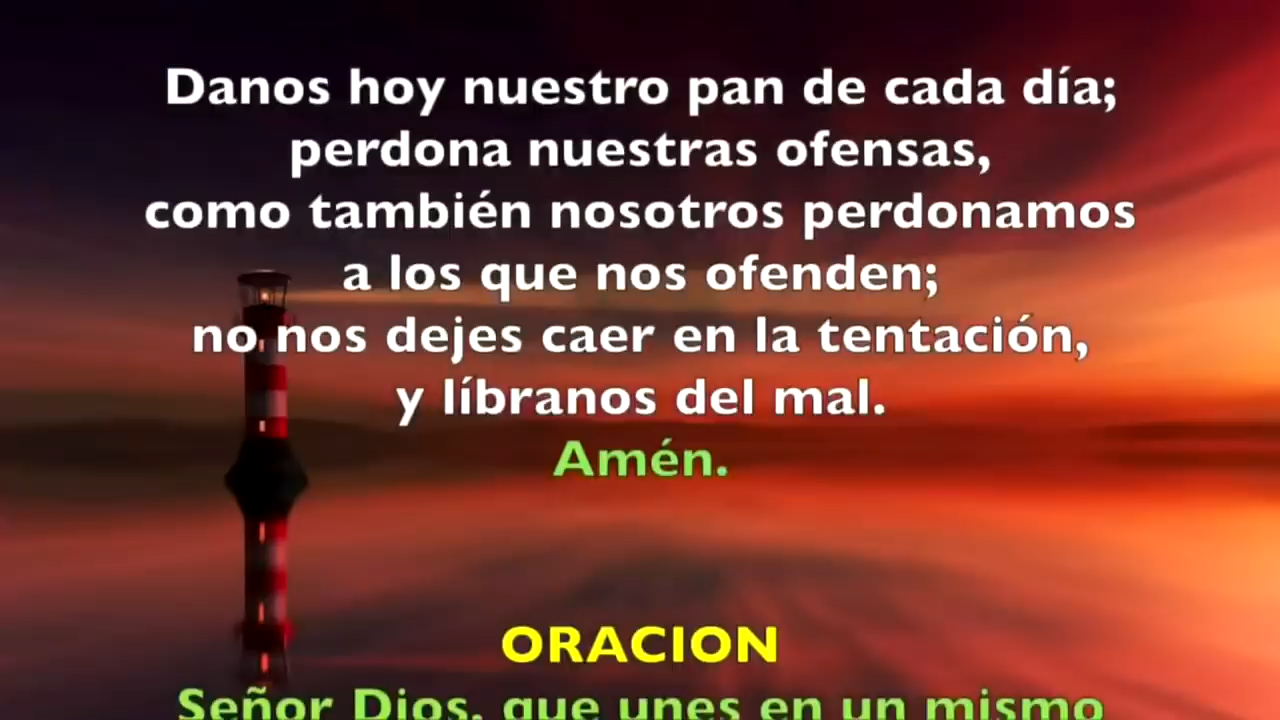 Danos hoy nuestro pan de cada día;
perdona nuestras ofensas,
como también nosotros perdonamos
a los que nos ofenden;
no nos dejes caer en la tentación,
y líbranos del mal.
Amén.
ORACION
Señor Dios, que unes en un mismo